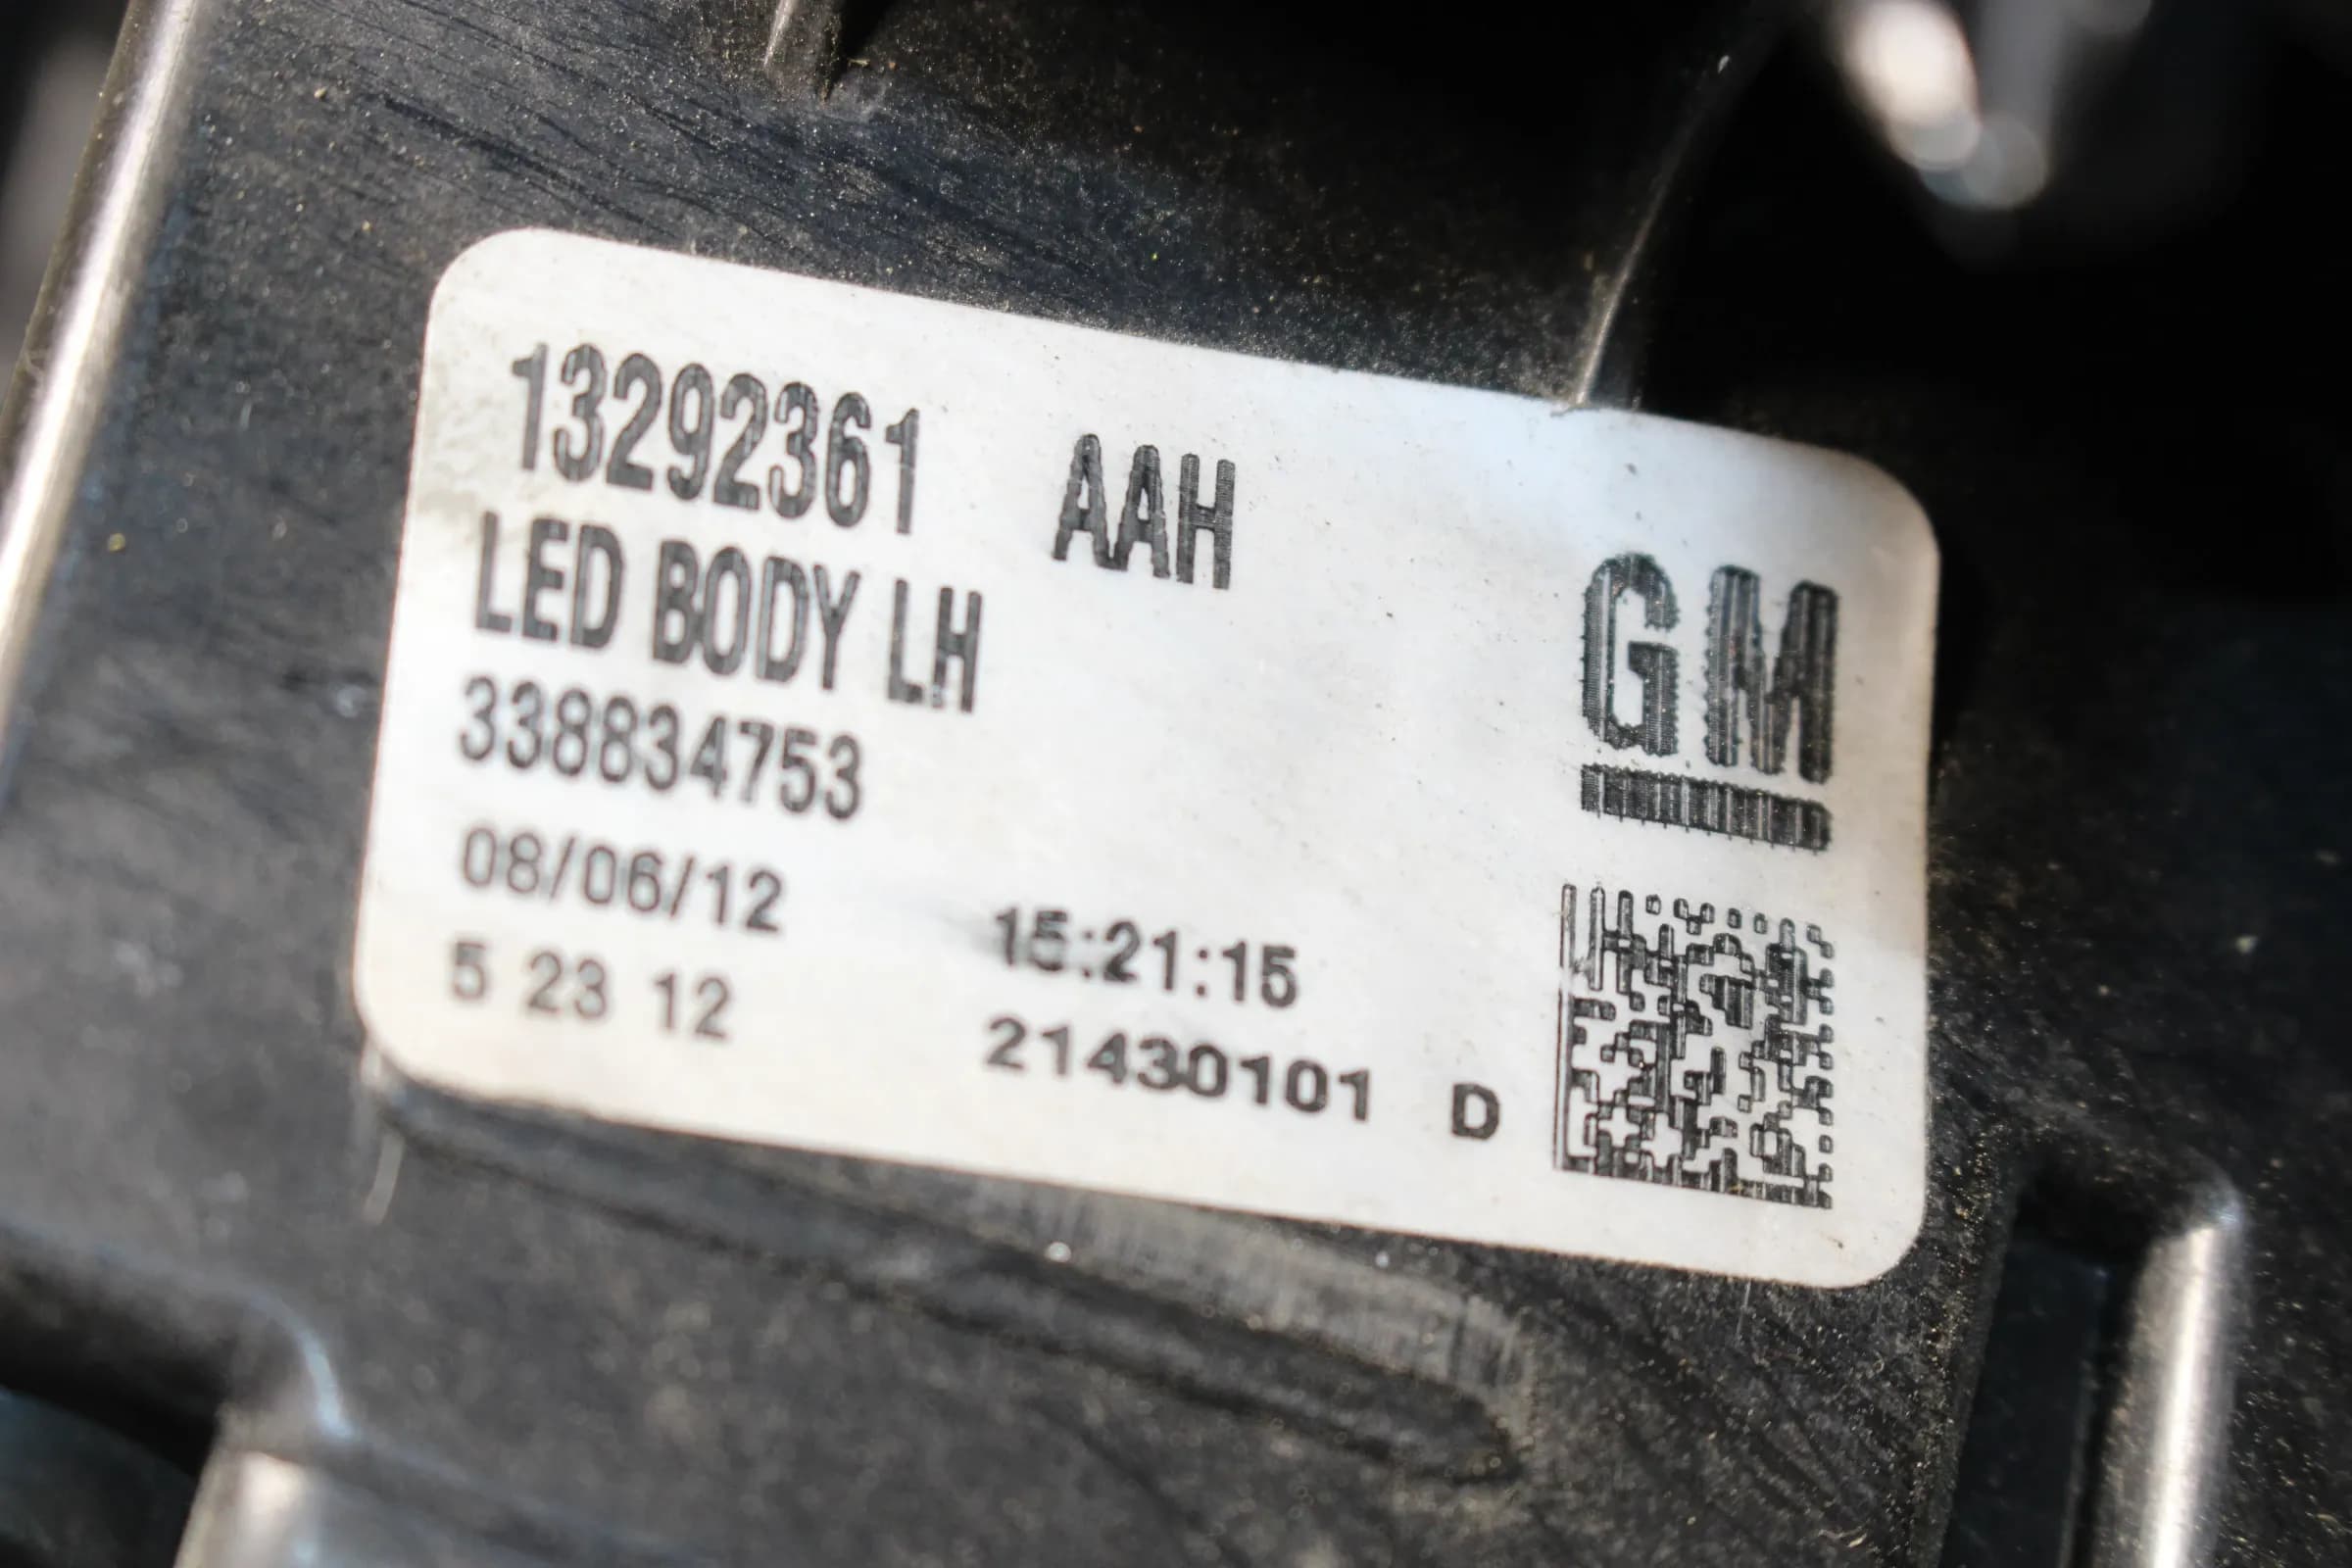 13292361 AAH
LED BODY LH
GM
338834753
08/06/12 15:21:15
5 23 12 21430101 D